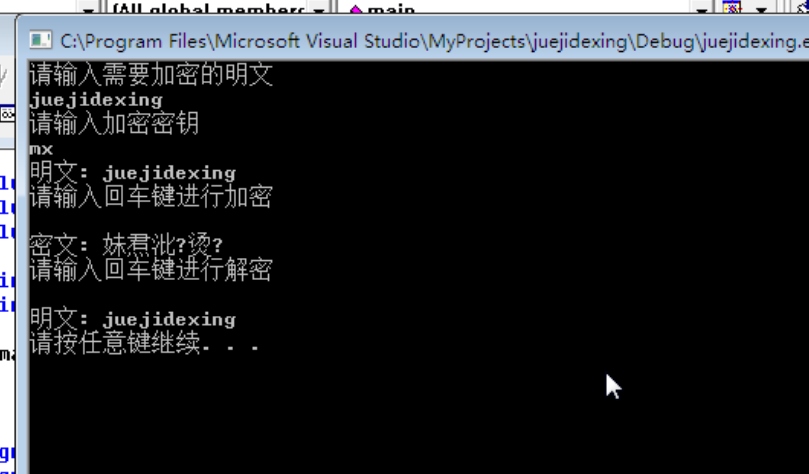 (All global members
main
C:\Program Files\Microsoft Visual Studio\MyProjects\juejidexing\Debug\juejidexing.e
请输入需要加密的明文
juejidexing
请输入加密密钥
mx
明文: juejidexing
请输入回车键进行加密
密文: 妹焄沘?烫?
请输入回车键进行解密
明文: juejidexing
请按任意键继续. . .